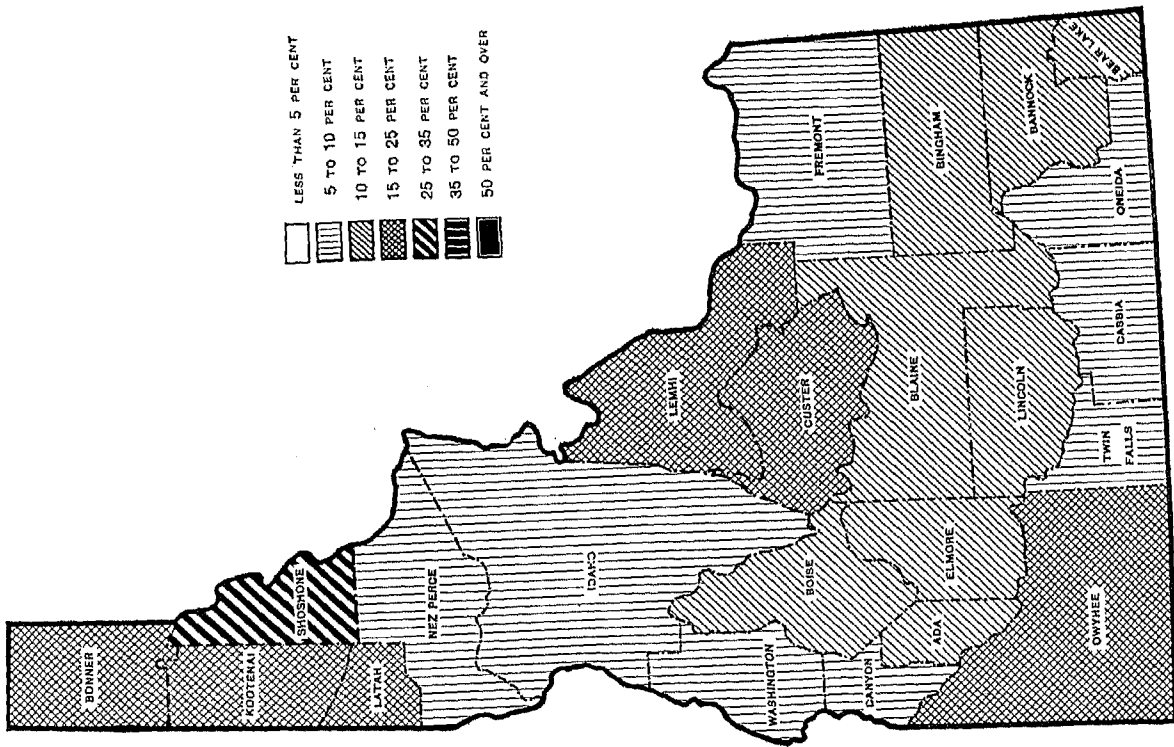 LESS THAN 5 PER CENT
5 TO 10 PER CENT
10 TO 15 PER CENT
15 TO 25 PER CENT
25 TO 35 PER CENT
35 TO 50 PER CENT
50 PER CENT AND OVER
BONNER
KOOTENAI
SHOSHONE
LATAH
NEZ PERCE
IDAHO
WASHINGTON
BOISE
CANYON
ADA
ELMORE
OWYHEE
LEMHI
CUSTER
BLAINE
LINCOLN
TWIN
FALLS
CASSIA
FREMONT
BINGHAM
BANNOCK
BEAR LAKE
ONEIDA